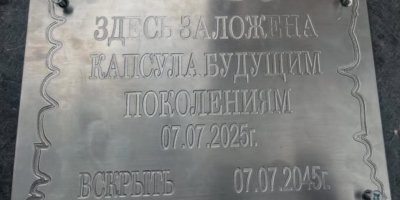 ЗДЕСЬ ЗАЛОЖЕНА
КАПСУЛА БУДУЩИМ
ПОКОЛЕНИЯМ
07.07.2025г.
ВСКРЫТЬ 07.07.2045г.